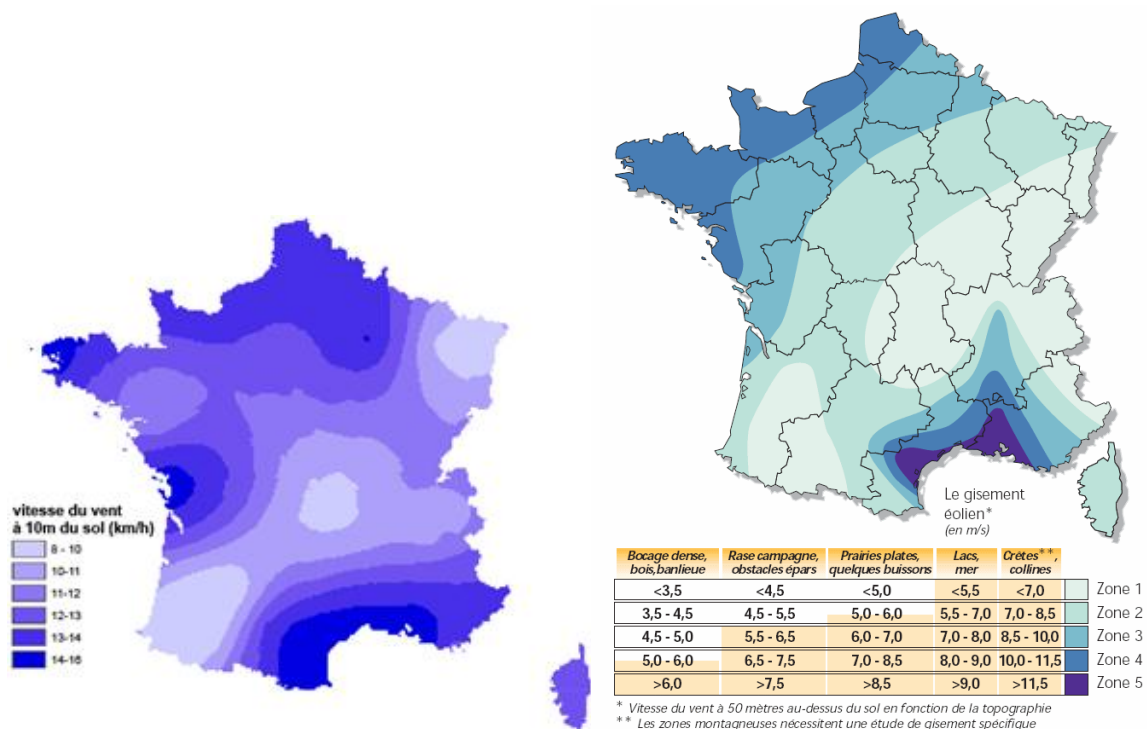 vitesse du vent
à 10m du sol (km/h)
8 - 10
10-11
11-12
12-13
13-14
14-16
Le gisement
éolien*
(en m/s)
Bocage dense, bois,banlieue Rase campagne, obstacles épars Prairies plates, quelques buissons Lacs, mer Crêtes**, collines
<3,5 <4,5 <5,0 <5,5 <7,0 Zone 1
3,5 - 4,5 4,5 - 5,5 5,0 - 6,0 5,5 - 7,0 7,0 - 8,5 Zone 2
4,5 - 5,0 5,5 - 6,5 6,0 - 7,0 7,0 - 8,0 8,5 - 10,0 Zone 3
5,0 - 6,0 6,5 - 7,5 7,0 - 8,5 8,0 - 9,0 10,0 - 11,5 Zone 4
>6,0 >7,5 >8,5 >9,0 >11,5 Zone 5
* Vitesse du vent à 50 mètres au-dessus du sol en fonction de la topographie
** Les zones montagneuses nécessitent une étude de gisement spécifique